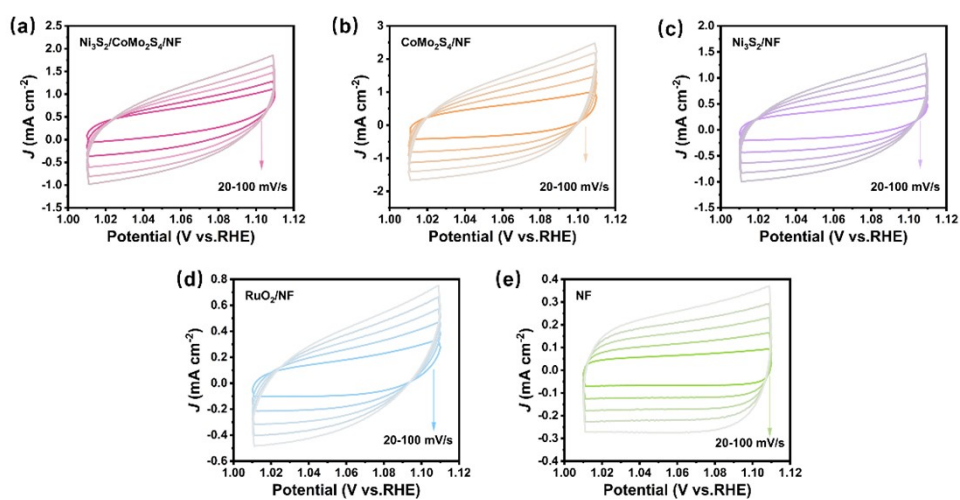 (a)
Ni₃S₂/CoMo₂S₄/NF
J (mA cm⁻²)
2.5
2.0
1.5
1.0
0.5
0.0
-0.5
-1.0
-1.5
20-100 mV/s
1.00 1.02 1.04 1.06 1.08 1.10 1.12
Potential (V vs.RHE)
(b)
CoMo₂S₄/NF
J (mA cm⁻²)
3
2
1
0
-1
-2
20-100 mV/s
1.00 1.02 1.04 1.06 1.08 1.10 1.12
Potential (V vs.RHE)
(c)
Ni₃S₂/NF
J (mA cm⁻²)
2.0
1.5
1.0
0.5
0.0
-0.5
-1.0
-1.5
20-100 mV/s
1.00 1.02 1.04 1.06 1.08 1.10 1.12
Potential (V vs.RHE)
(d)
RuO₂/NF
J (mA cm⁻²)
0.8
0.6
0.4
0.2
0.0
-0.2
-0.4
-0.6
20-100 mV/s
1.00 1.02 1.04 1.06 1.08 1.10 1.12
Potential (V vs.RHE)
(e)
NF
J (mA cm⁻²)
0.4
0.3
0.2
0.1
0.0
-0.1
-0.2
-0.3
-0.4
20-100 mV/s
1.00 1.02 1.04 1.06 1.08 1.10 1.12
Potential (V vs.RHE)